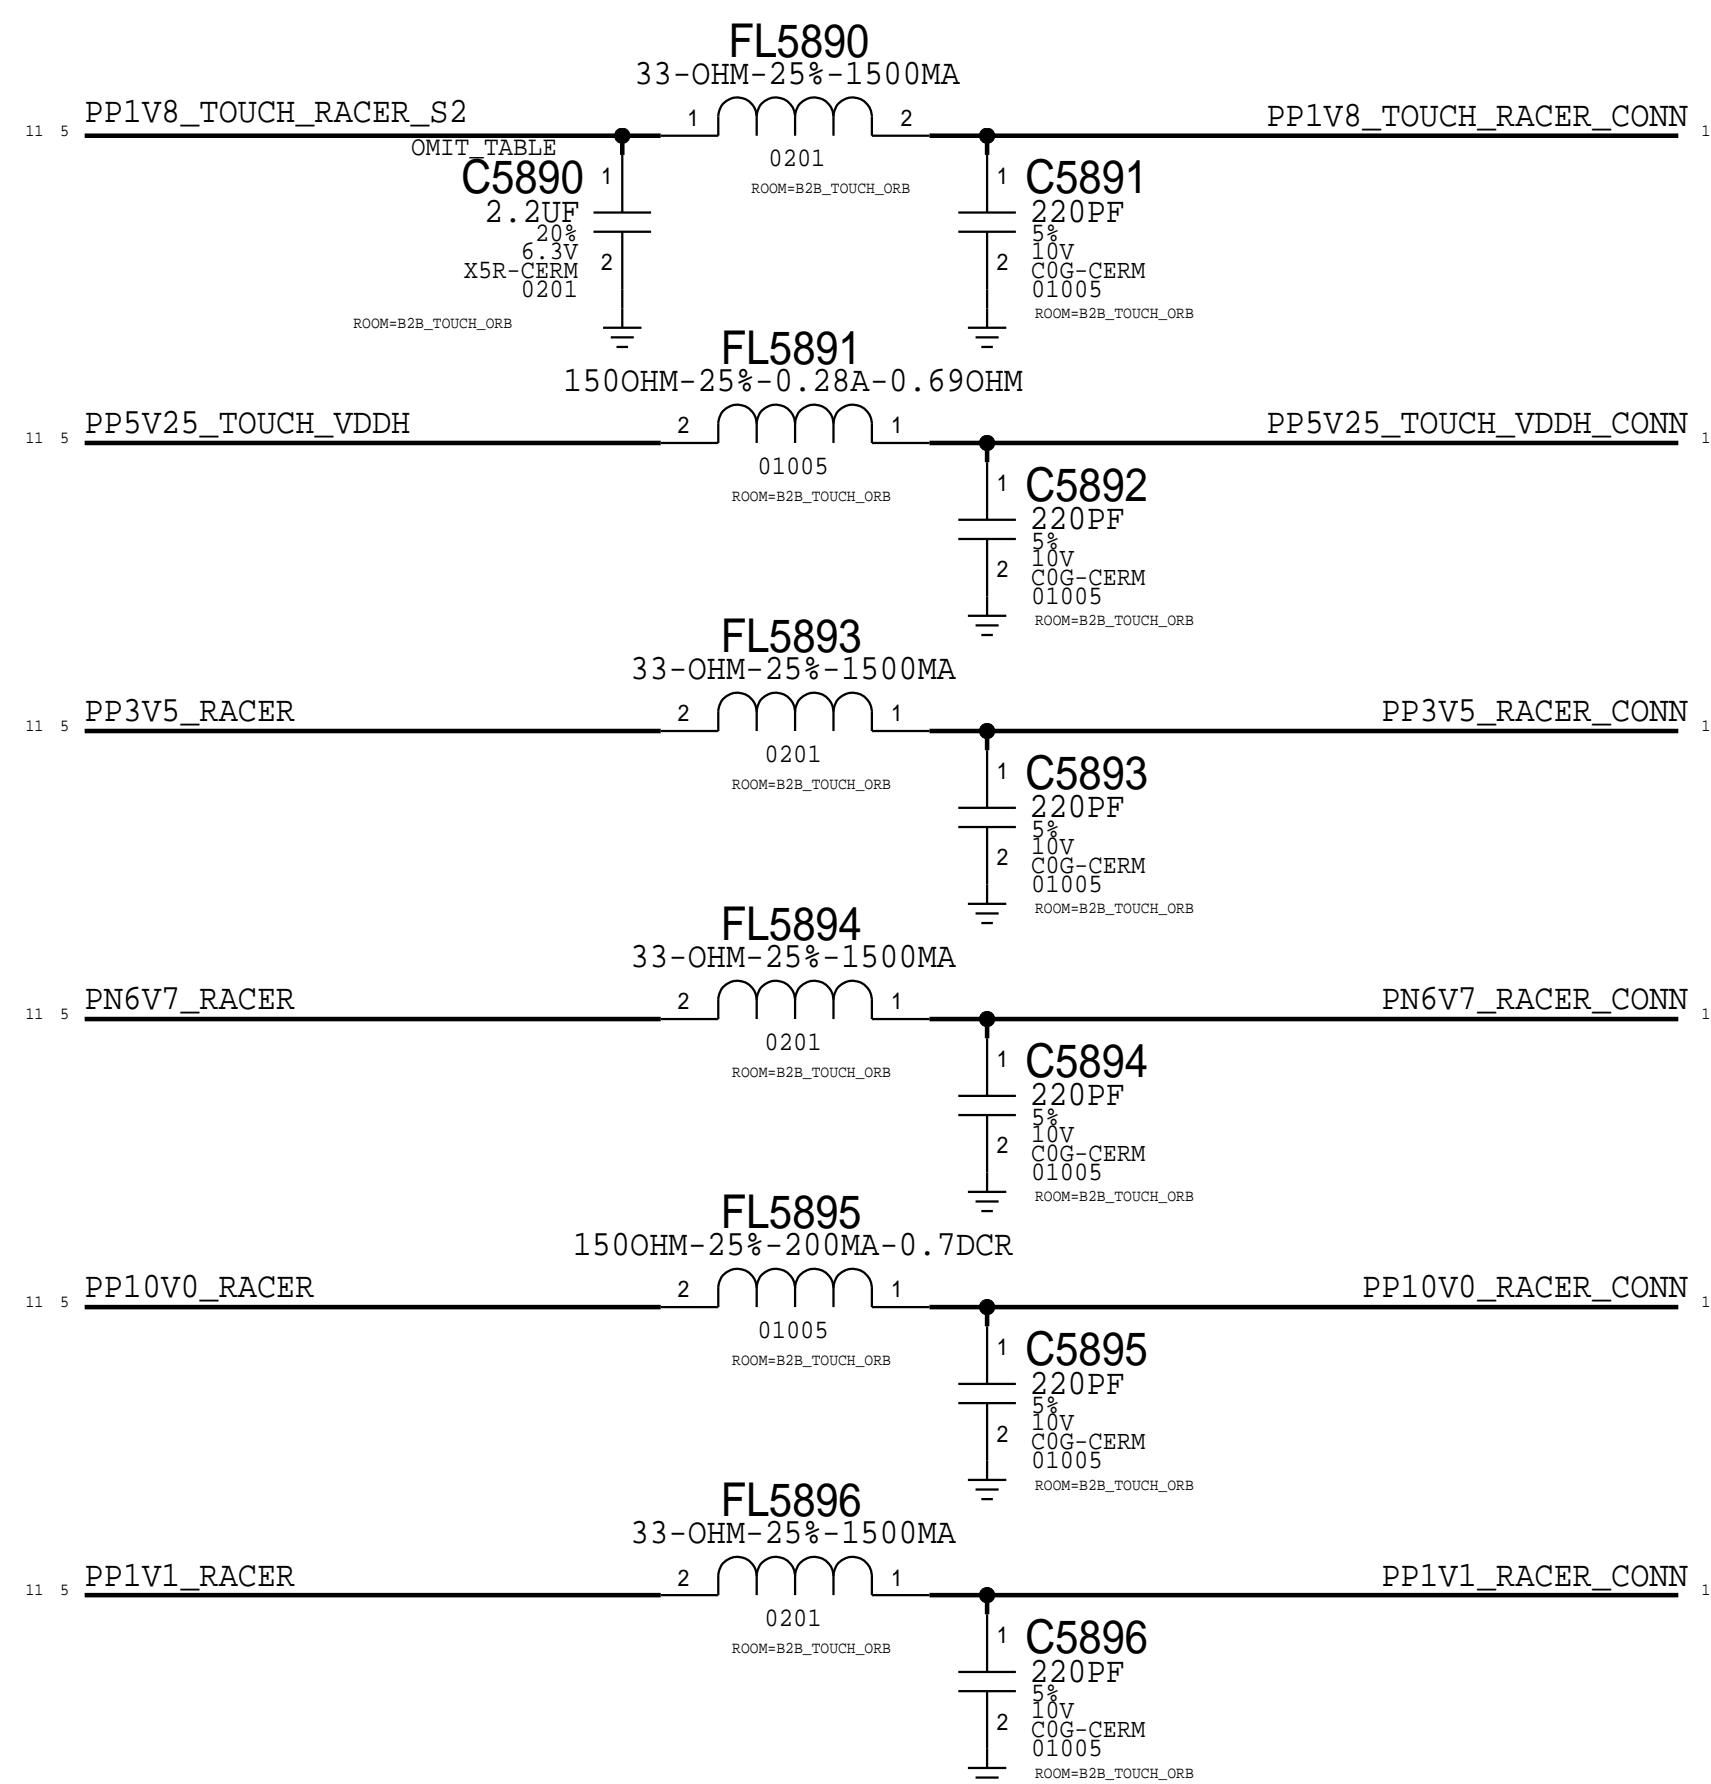 FL5890
33-OHM-25%-1500MA
11 5 PP1V8_TOUCH_RACER_S2 1 2 PP1V8_TOUCH_RACER_CONN 1
OMIT_TABLE
0201
ROOM=B2B_TOUCH_ORB
C5890 1
2.2UF
20%
6.3V
X5R-CERM 2
0201
ROOM=B2B_TOUCH_ORB
1 C5891
220PF
5%
10V
2 C0G-CERM
01005
ROOM=B2B_TOUCH_ORB
FL5891
150OHM-25%-0.28A-0.69OHM
11 5 PP5V25_TOUCH_VDDH 2 1 PP5V25_TOUCH_VDDH_CONN 1
01005
ROOM=B2B_TOUCH_ORB
1 C5892
220PF
5%
10V
2 C0G-CERM
01005
ROOM=B2B_TOUCH_ORB
FL5893
33-OHM-25%-1500MA
11 5 PP3V5_RACER 2 1 PP3V5_RACER_CONN 1
0201
ROOM=B2B_TOUCH_ORB
1 C5893
220PF
5%
10V
2 C0G-CERM
01005
ROOM=B2B_TOUCH_ORB
FL5894
33-OHM-25%-1500MA
11 5 PN6V7_RACER 2 1 PN6V7_RACER_CONN 1
0201
ROOM=B2B_TOUCH_ORB
1 C5894
220PF
5%
10V
2 C0G-CERM
01005
ROOM=B2B_TOUCH_ORB
FL5895
150OHM-25%-200MA-0.7DCR
11 5 PP10V0_RACER 2 1 PP10V0_RACER_CONN 1
01005
ROOM=B2B_TOUCH_ORB
1 C5895
220PF
5%
10V
2 C0G-CERM
01005
ROOM=B2B_TOUCH_ORB
FL5896
33-OHM-25%-1500MA
11 5 PP1V1_RACER 2 1 PP1V1_RACER_CONN 1
0201
ROOM=B2B_TOUCH_ORB
1 C5896
220PF
5%
10V
2 C0G-CERM
01005
ROOM=B2B_TOUCH_ORB